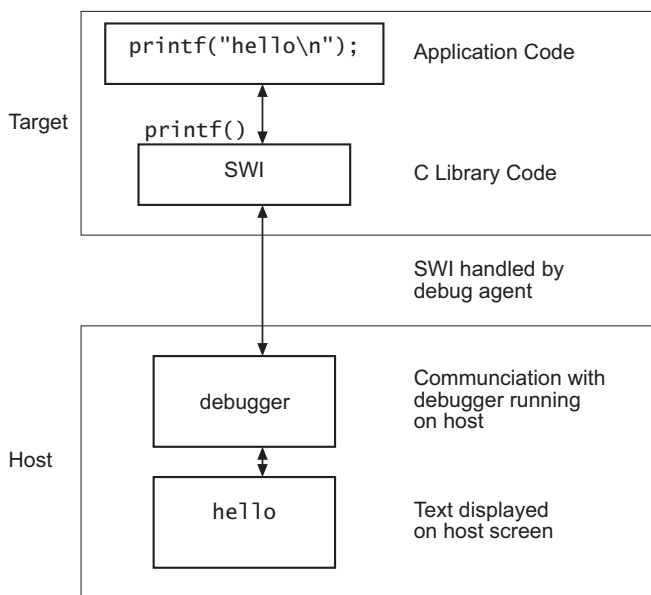 printf("hello\n");
Application Code
Target
printf()
SWI
C Library Code
SWI handled by
debug agent
debugger
Communciation with
debugger running
on host
Host
hello
Text displayed
on host screen